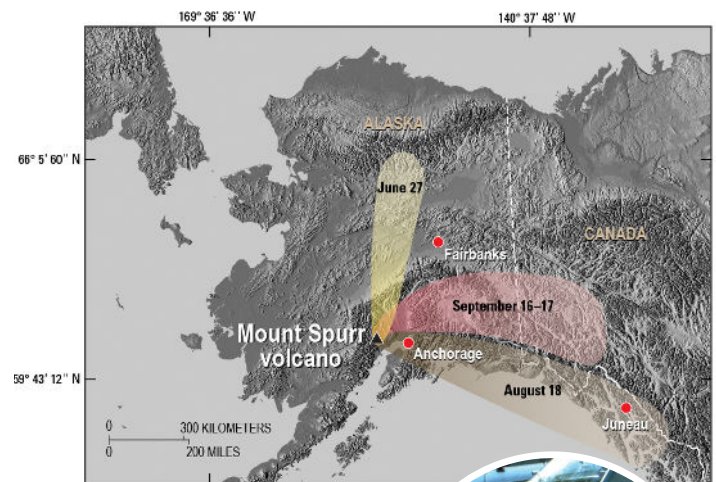 169° 36' 36'' W
140° 37' 48'' W
ALASKA
66° 5' 60'' N
June 27
CANADA
Fairbanks
September 16–17
Mount Spurr
volcano
Anchorage
59° 43' 12'' N
August 18
Juneau
0 300 KILOMETERS
0 200 MILES